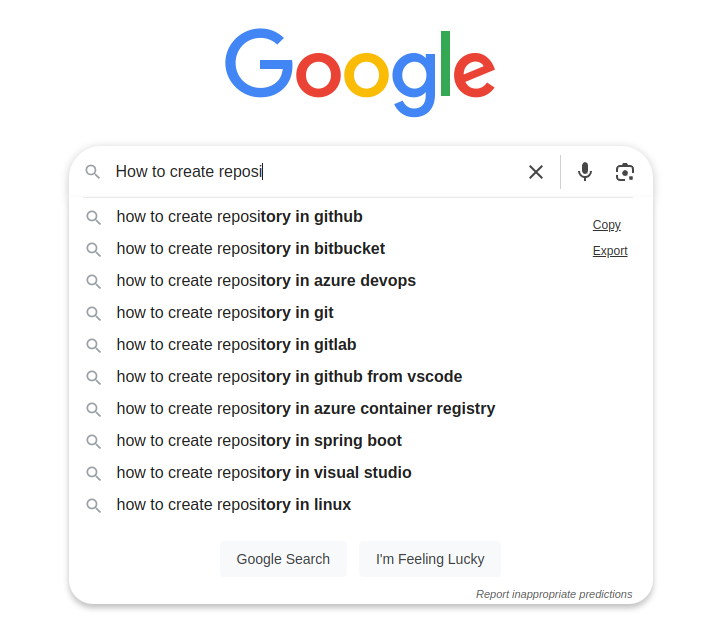 Google
How to create reposi
how to create repository in github
Copy
how to create repository in bitbucket
Export
how to create repository in azure devops
how to create repository in git
how to create repository in gitlab
how to create repository in github from vscode
how to create repository in azure container registry
how to create repository in spring boot
how to create repository in visual studio
how to create repository in linux
Google Search
I'm Feeling Lucky
Report inappropriate predictions